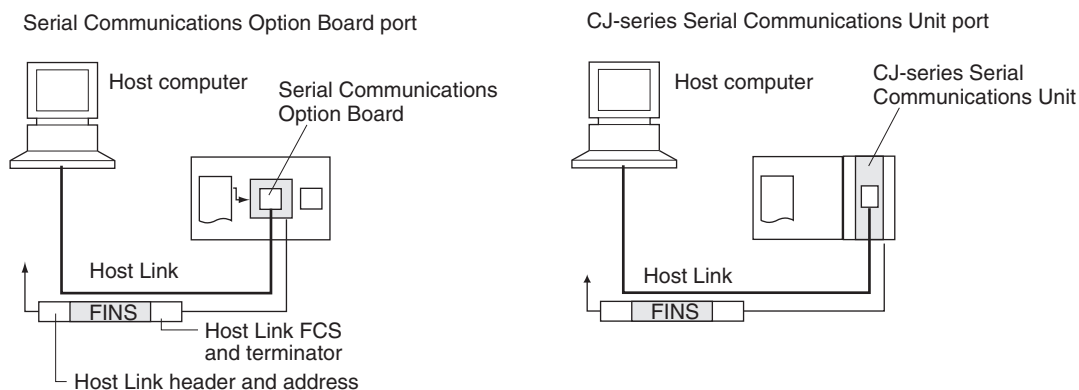 Serial Communications Option Board port
Host computer
Serial Communications
Option Board
Host Link
FINS
Host Link FCS
and terminator
Host Link header and address
CJ-series Serial Communications Unit port
Host computer
CJ-series Serial
Communications Unit
Host Link
FINS